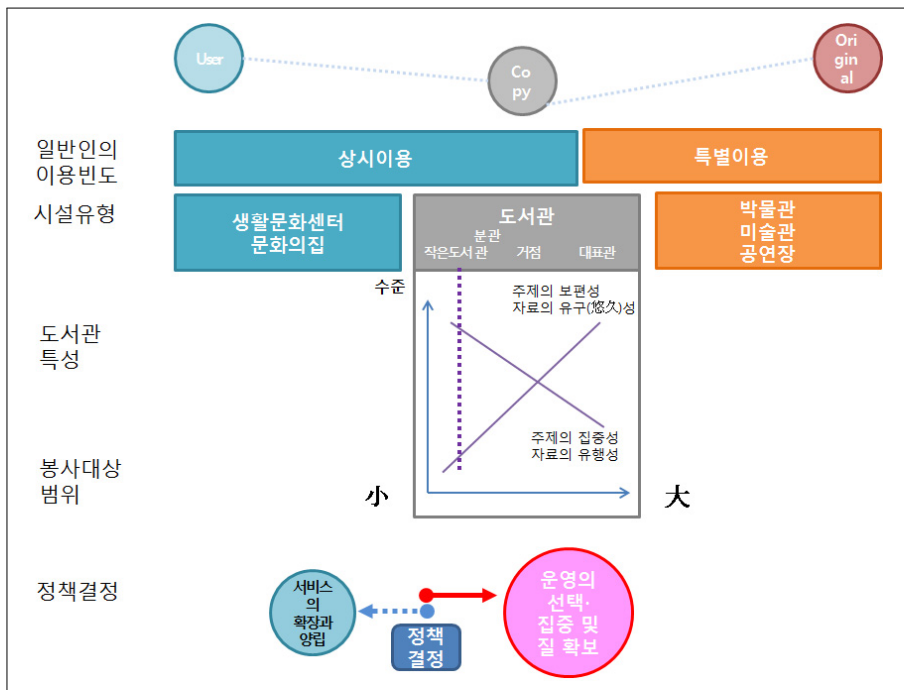 User
Co
py
Ori
gin
al
일반인의
이용빈도
상시이용
특별이용
시설유형
생활문화센터
문화의집
도서관
분관
작은도서관
거점
대표관
박물관
미술관
공연장
수준
주제의 보편성
자료의 유구(悠久)성
도서관
특성
주제의 집중성
자료의 유행성
봉사대상
범위
小
大
정책결정
서비스
의
확장과
양립
정책
결정
운영의
선택·
집중 및
질 확보